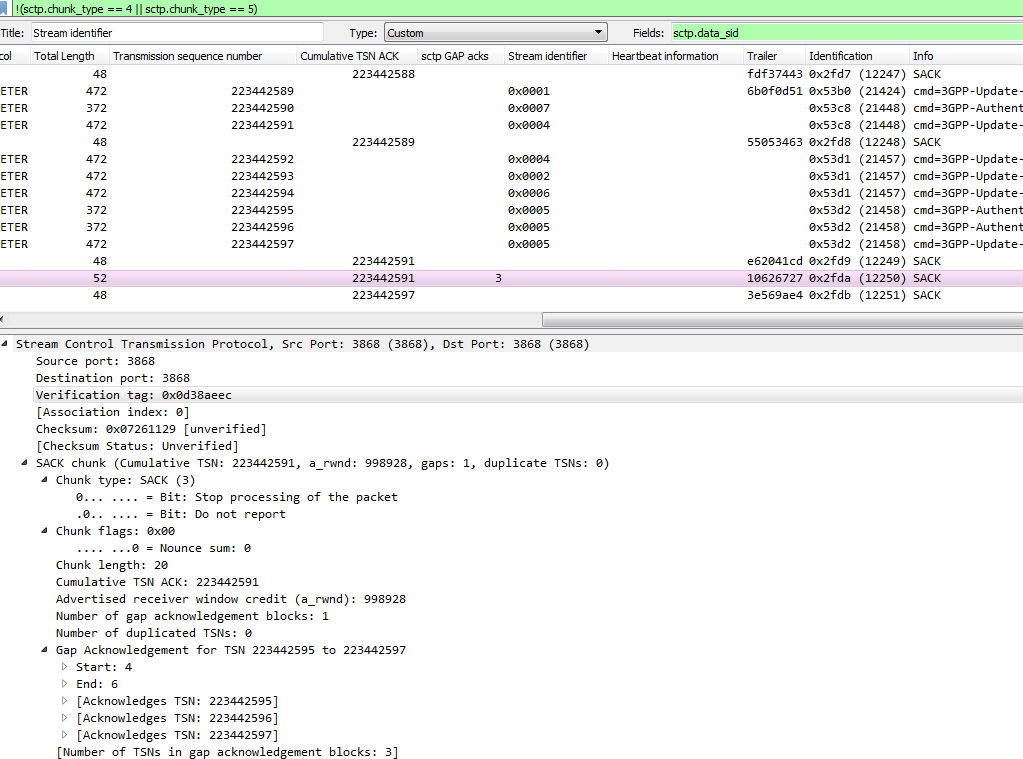 !(sctp.chunk_type == 4 || sctp.chunk_type == 5)
Title: Stream identifier Type: Custom Fields: sctp.data_sid
col Total Length Transmission sequence number Cumulative TSN ACK sctp GAP acks Stream identifier Heartbeat information Trailer Identification Info
48 223442588 fdf37443 0x2fd7 (12247) SACK
ETER 472 223442589 0x0001 6b0f0d51 0x53b0 (21424) cmd=3GPP-Update-
ETER 372 223442590 0x0007 0x53c8 (21448) cmd=3GPP-Authent
ETER 472 223442591 0x0004 0x53c8 (21448) cmd=3GPP-Update-
48 223442589 55053463 0x2fd8 (12248) SACK
ETER 472 223442592 0x0004 0x53d1 (21457) cmd=3GPP-Update-
ETER 472 223442593 0x0002 0x53d1 (21457) cmd=3GPP-Update-
ETER 472 223442594 0x0006 0x53d1 (21457) cmd=3GPP-Update-
ETER 372 223442595 0x0005 0x53d2 (21458) cmd=3GPP-Authent
ETER 372 223442596 0x0005 0x53d2 (21458) cmd=3GPP-Authent
ETER 472 223442597 0x0005 0x53d2 (21458) cmd=3GPP-Update-
48 223442591 e62041cd 0x2fd9 (12249) SACK
52 223442591 3 10626727 0x2fda (12250) SACK
48 223442597 3e569ae4 0x2fdb (12251) SACK
Stream Control Transmission Protocol, Src Port: 3868 (3868), Dst Port: 3868 (3868)
Source port: 3868
Destination port: 3868
Verification tag: 0x0d38aeec
[Association index: 0]
Checksum: 0x07261129 [unverified]
[Checksum Status: Unverified]
SACK chunk (Cumulative TSN: 223442591, a_rwnd: 998928, gaps: 1, duplicate TSNs: 0)
Chunk type: SACK (3)
0... .... = Bit: Stop processing of the packet
.0.. .... = Bit: Do not report
Chunk flags: 0x00
.... ...0 = Nounce sum: 0
Chunk length: 20
Cumulative TSN ACK: 223442591
Advertised receiver window credit (a_rwnd): 998928
Number of gap acknowledgement blocks: 1
Number of duplicated TSNs: 0
Gap Acknowledgement for TSN 223442595 to 223442597
Start: 4
End: 6
[Acknowledges TSN: 223442595]
[Acknowledges TSN: 223442596]
[Acknowledges TSN: 223442597]
[Number of TSNs in gap acknowledgement blocks: 3]